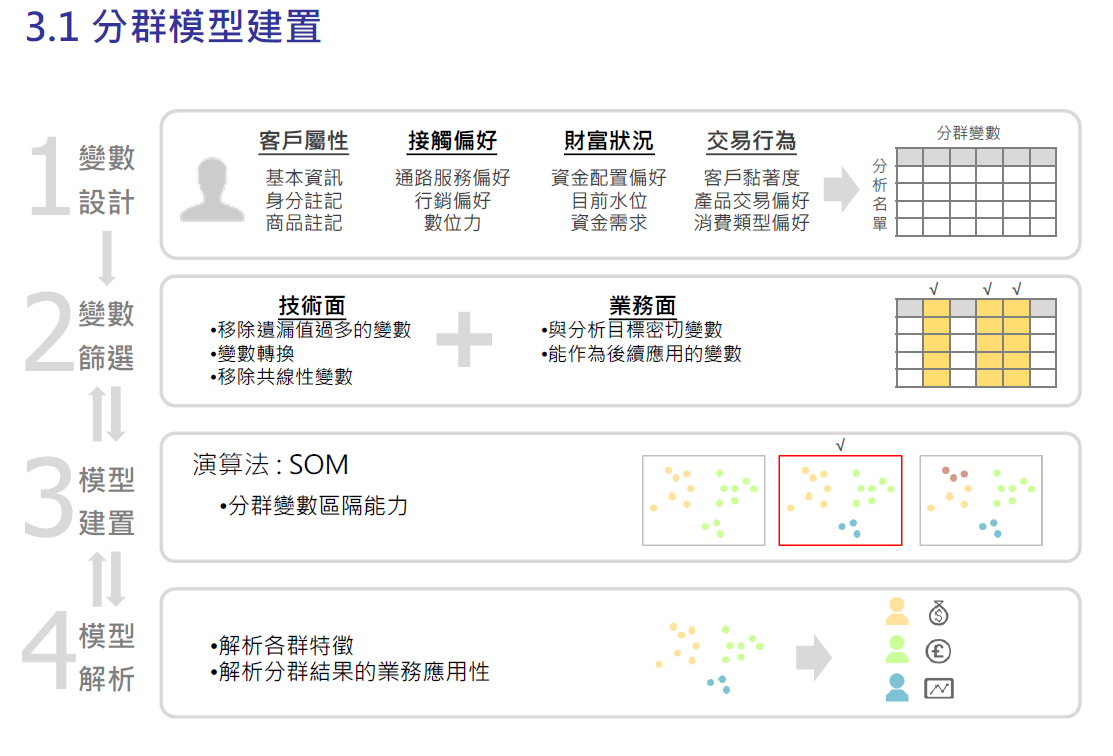 3.1 分群模型建置
1 變數
設計
客戶屬性
基本資訊
身分註記
商品註記
接觸偏好
通路服務偏好
行銷偏好
數位力
財富狀況
資金配置偏好
目前水位
資金需求
交易行為
客戶黏著度
產品交易偏好
消費類型偏好
分群變數
分
析
名
單
2 變數
篩選
技術面
•移除遺漏值過多的變數
•變數轉換
•移除共線性變數
業務面
•與分析目標密切變數
•能作為後續應用的變數
√ √ √
3 模型
建置
演算法 : SOM
•分群變數區隔能力
√
4 模型
解析
•解析各群特徵
•解析分群結果的業務應用性
$
£